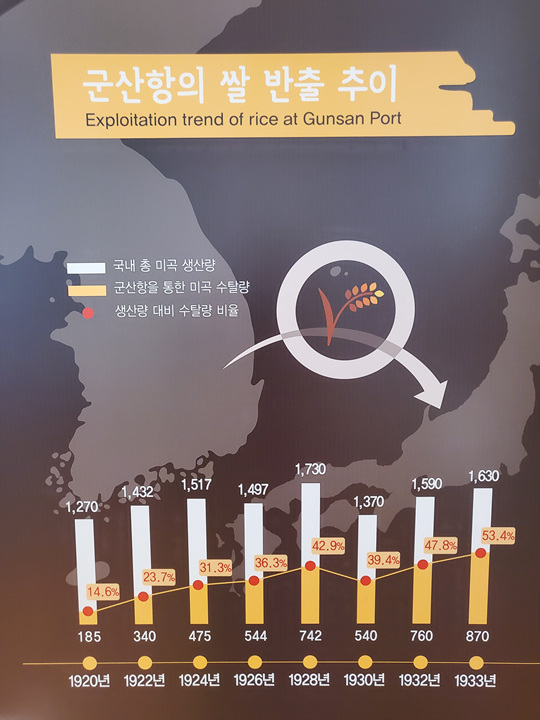 군산항의 쌀 반출 추이
Exploitation trend of rice at Gunsan Port
국내 총 미곡 생산량
군산항을 통한 미곡 수탈량
생산량 대비 수탈량 비율
1,270 1,432 1,517 1,497 1,730 1,370 1,590 1,630
14.6% 23.7% 31.3% 36.3% 42.9% 39.4% 47.8% 53.4%
185 340 475 544 742 540 760 870
1920년 1922년 1924년 1926년 1928년 1930년 1932년 1933년